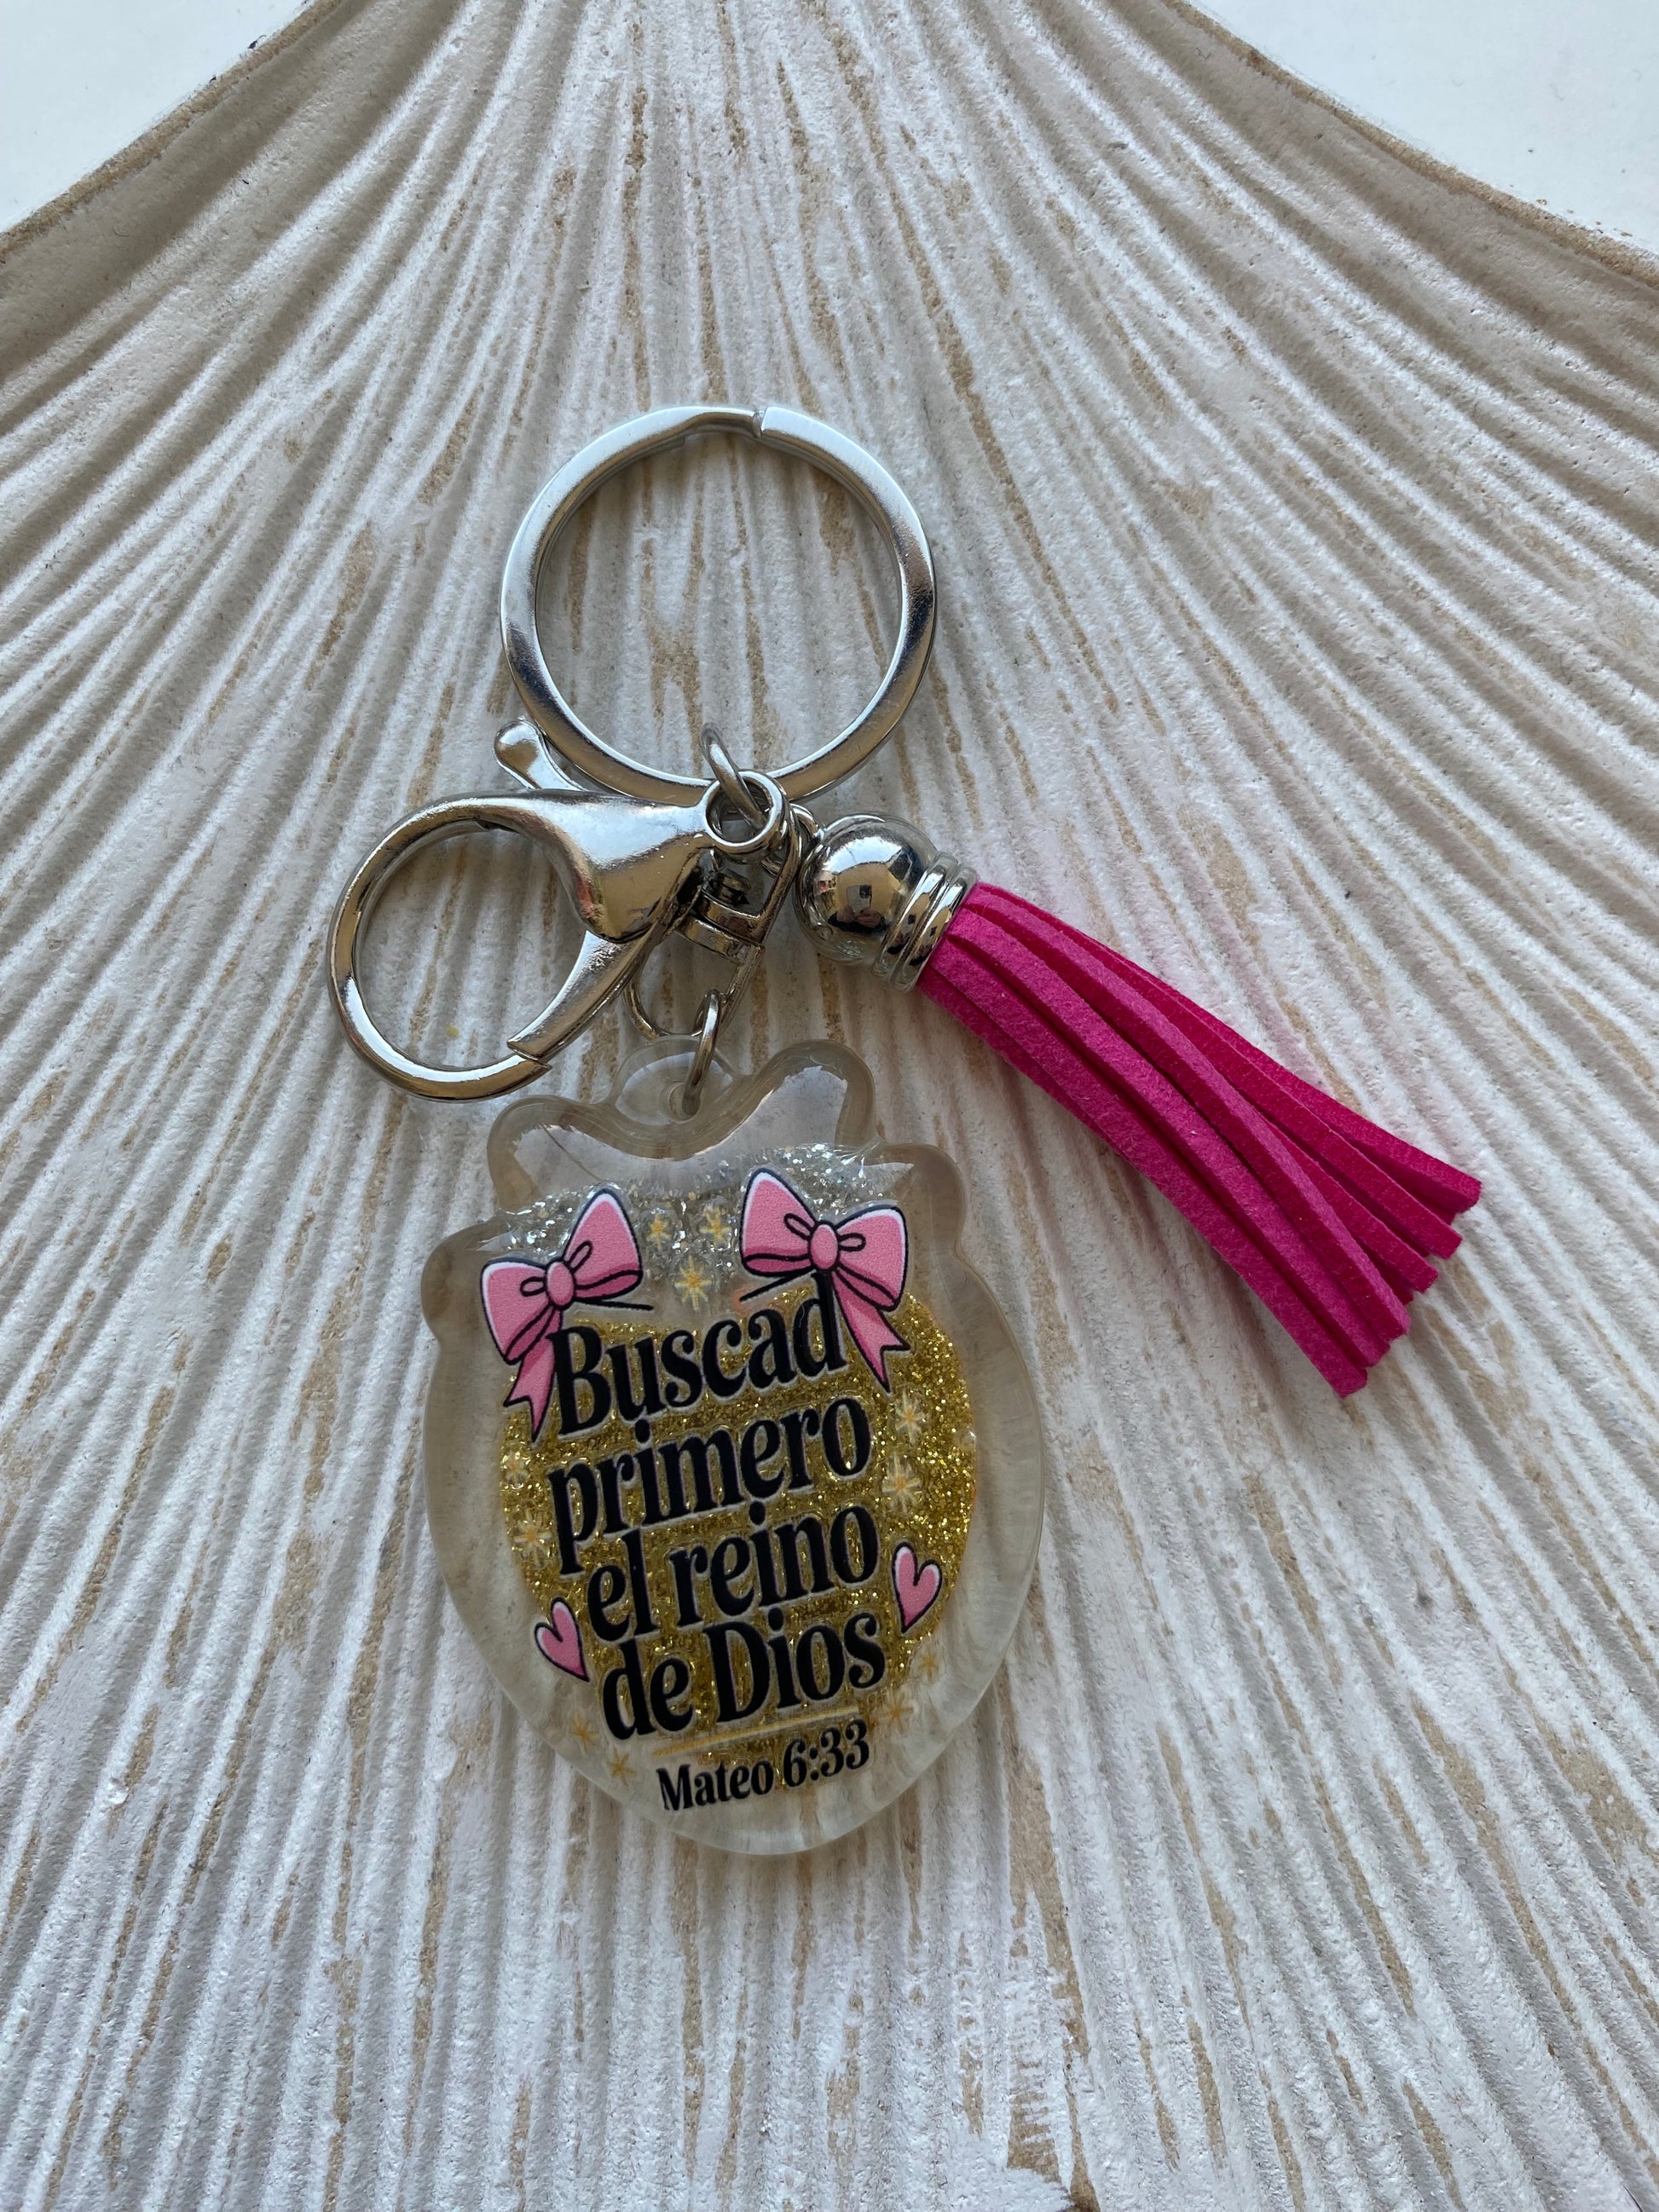 Buscad
primero
el reino
de Dios
Mateo 6:33